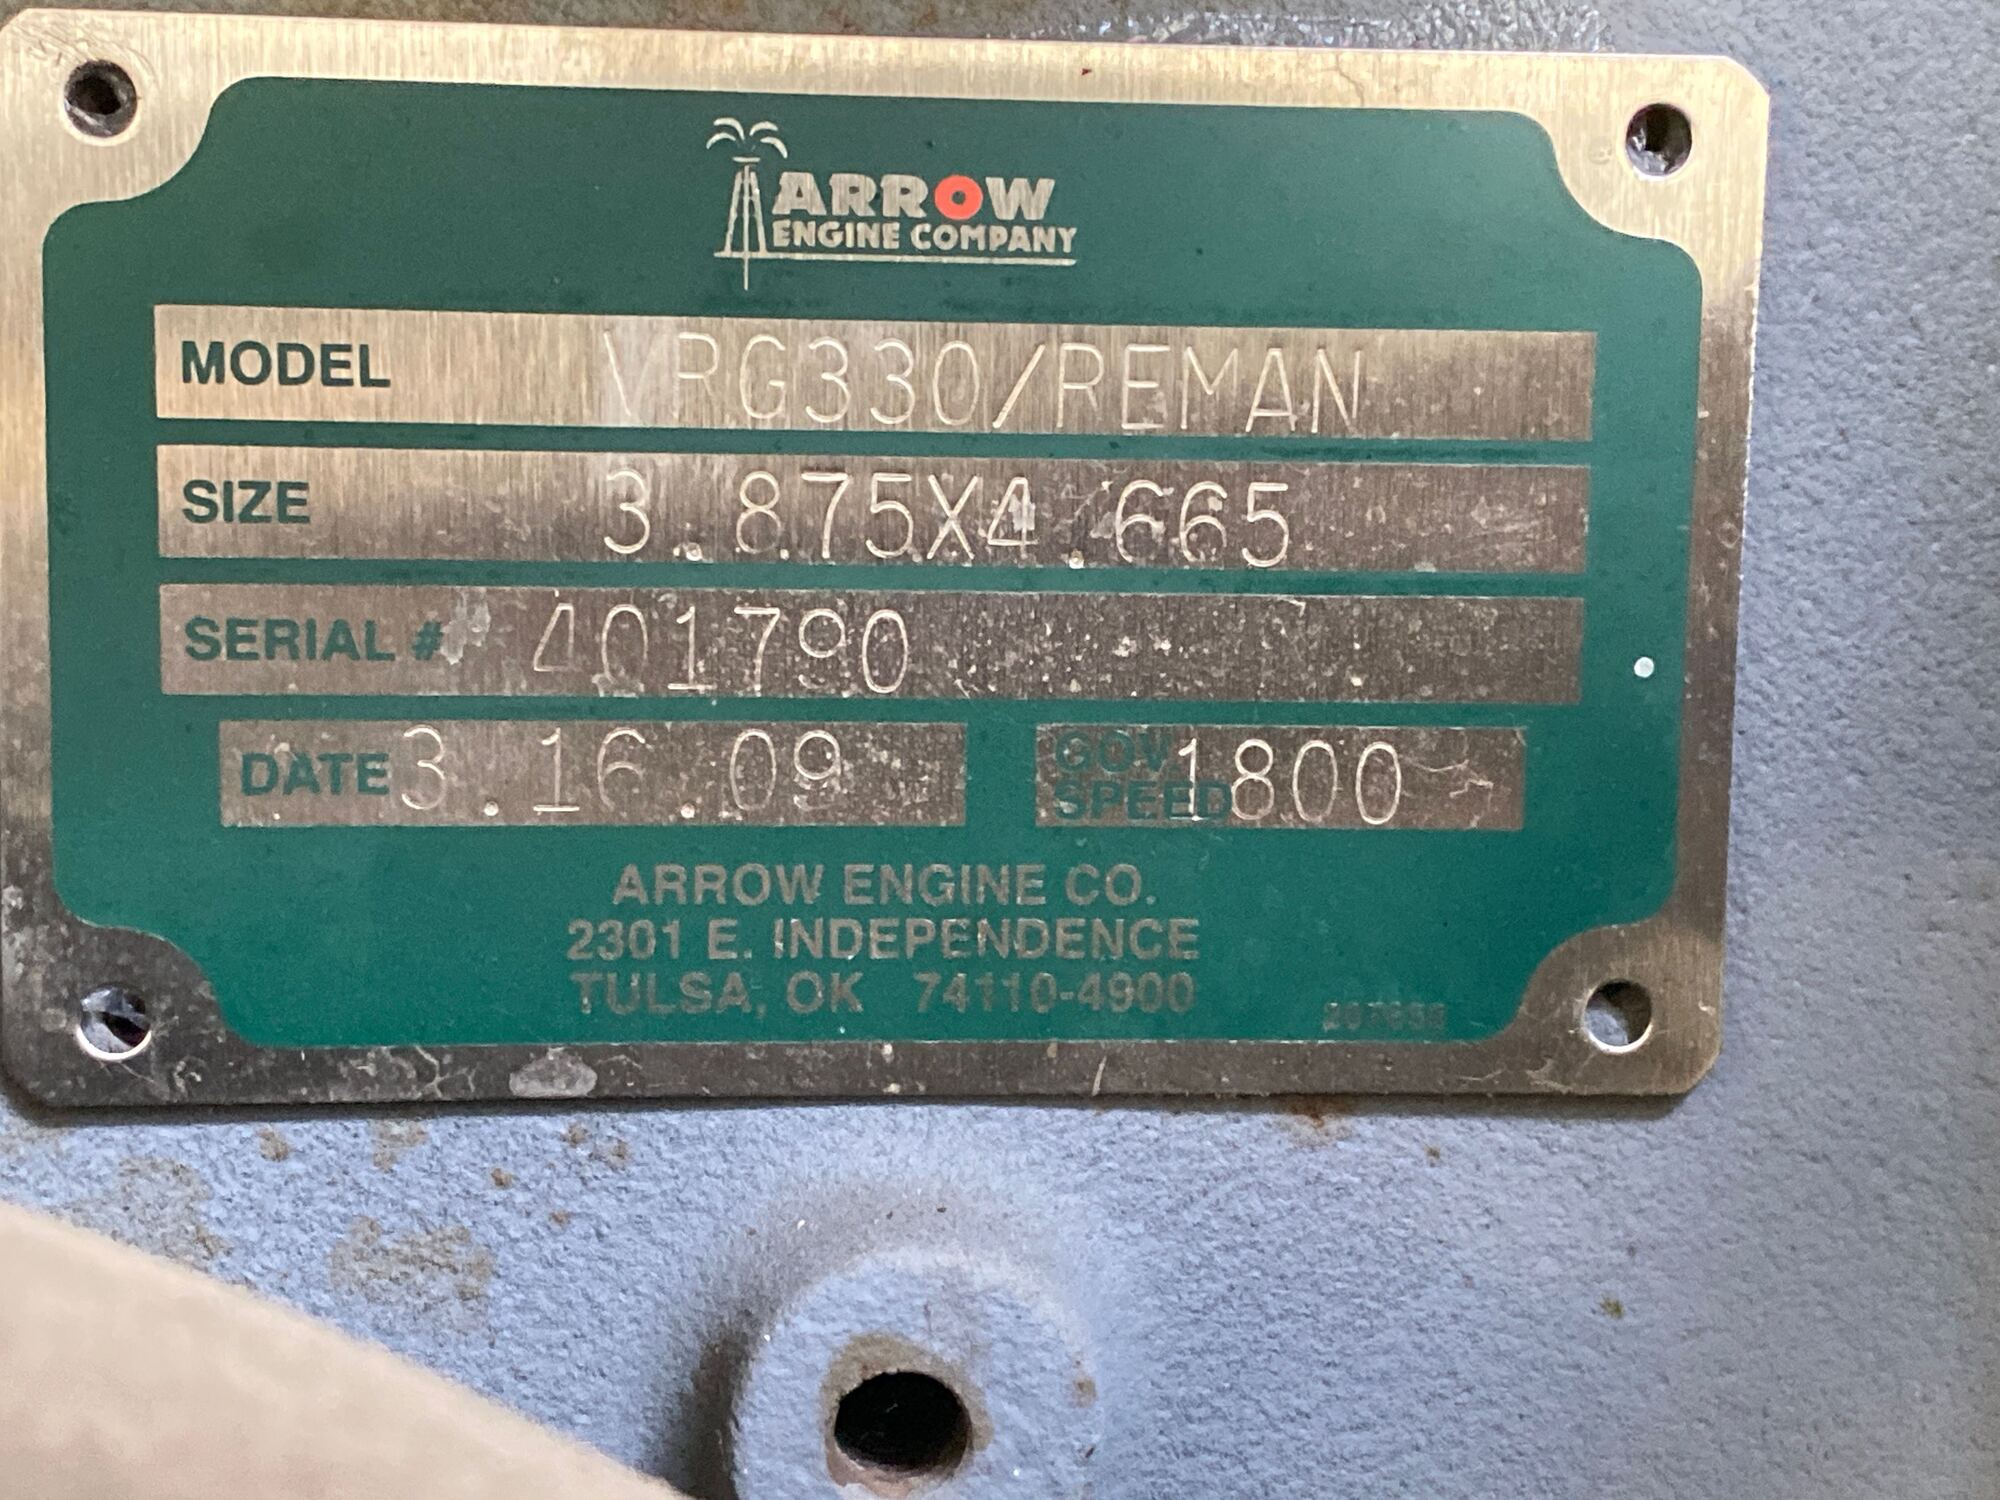 ARROW
ENGINE COMPANY
MODEL VRG330/REMAN
SIZE 3.875X4.665
SERIAL # 401790
DATE 3.16.09 GOV. SPEED 1800
ARROW ENGINE CO.
2301 E. INDEPENDENCE
TULSA, OK 74110-4900